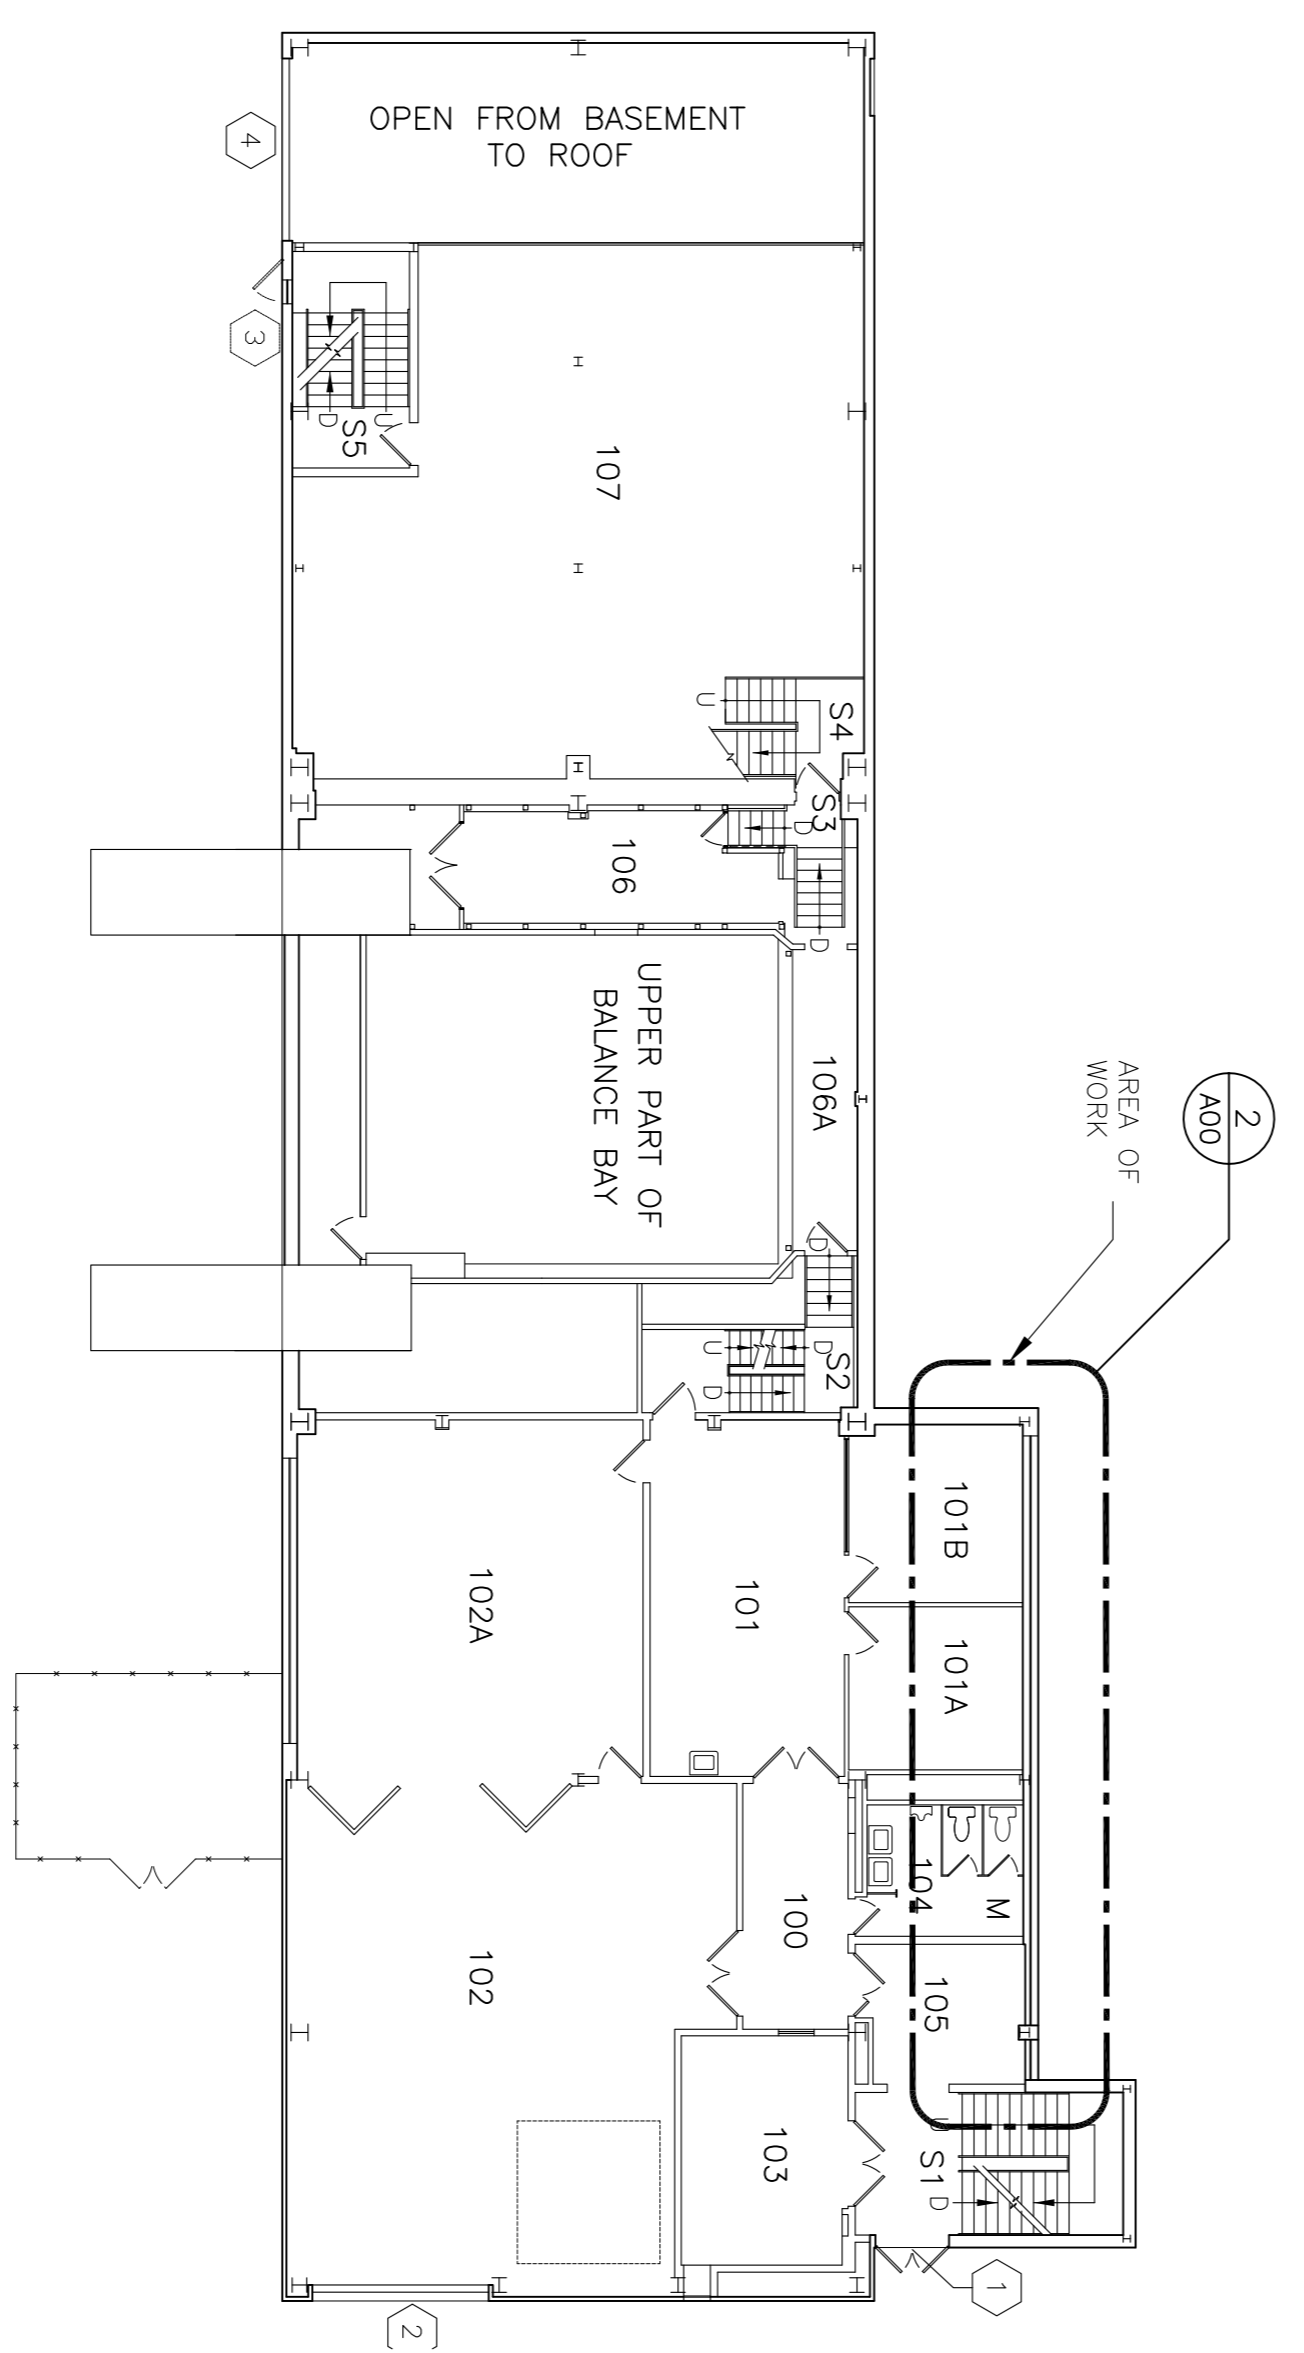 OPEN FROM BASEMENT
TO ROOF
4
3
U
D
S5
107
U
S4
S3
D
106
D
UPPER PART OF
BALANCE BAY
106A
D
AREA OF
WORK
2
A00
U
D
D
S2
101B
101A
101
102A
104
M
100
105
102
103
U
S1
D
1
2